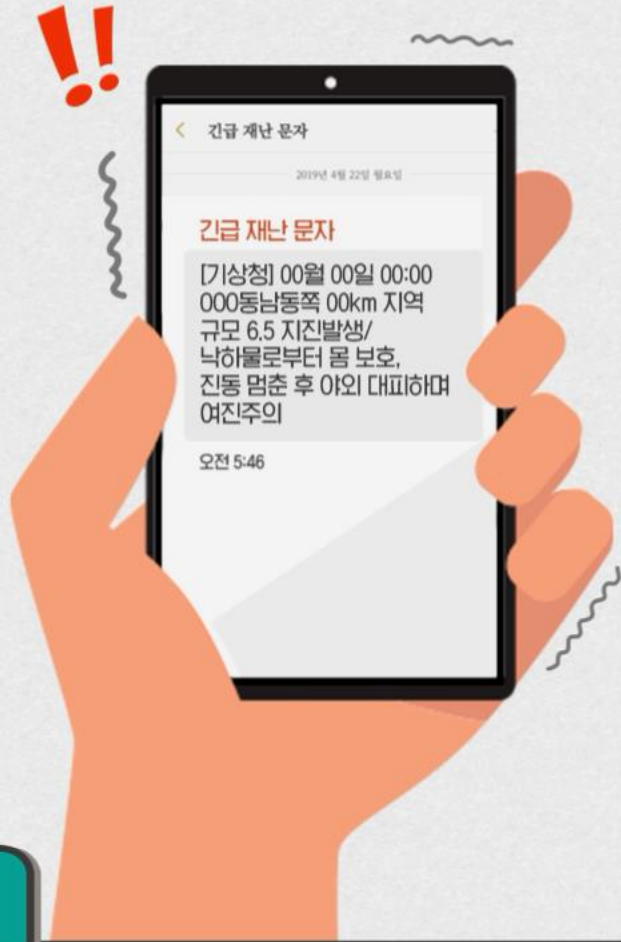 !!
긴급 재난 문자
2019년 4월 22일 월요일
긴급 재난 문자
[기상청] 00월 00일 00:00
000동남동쪽 00km 지역
규모 6.5 지진발생/
낙하물로부터 몸 보호,
진동 멈춘 후 야외 대피하며
여진주의
오전 5:46